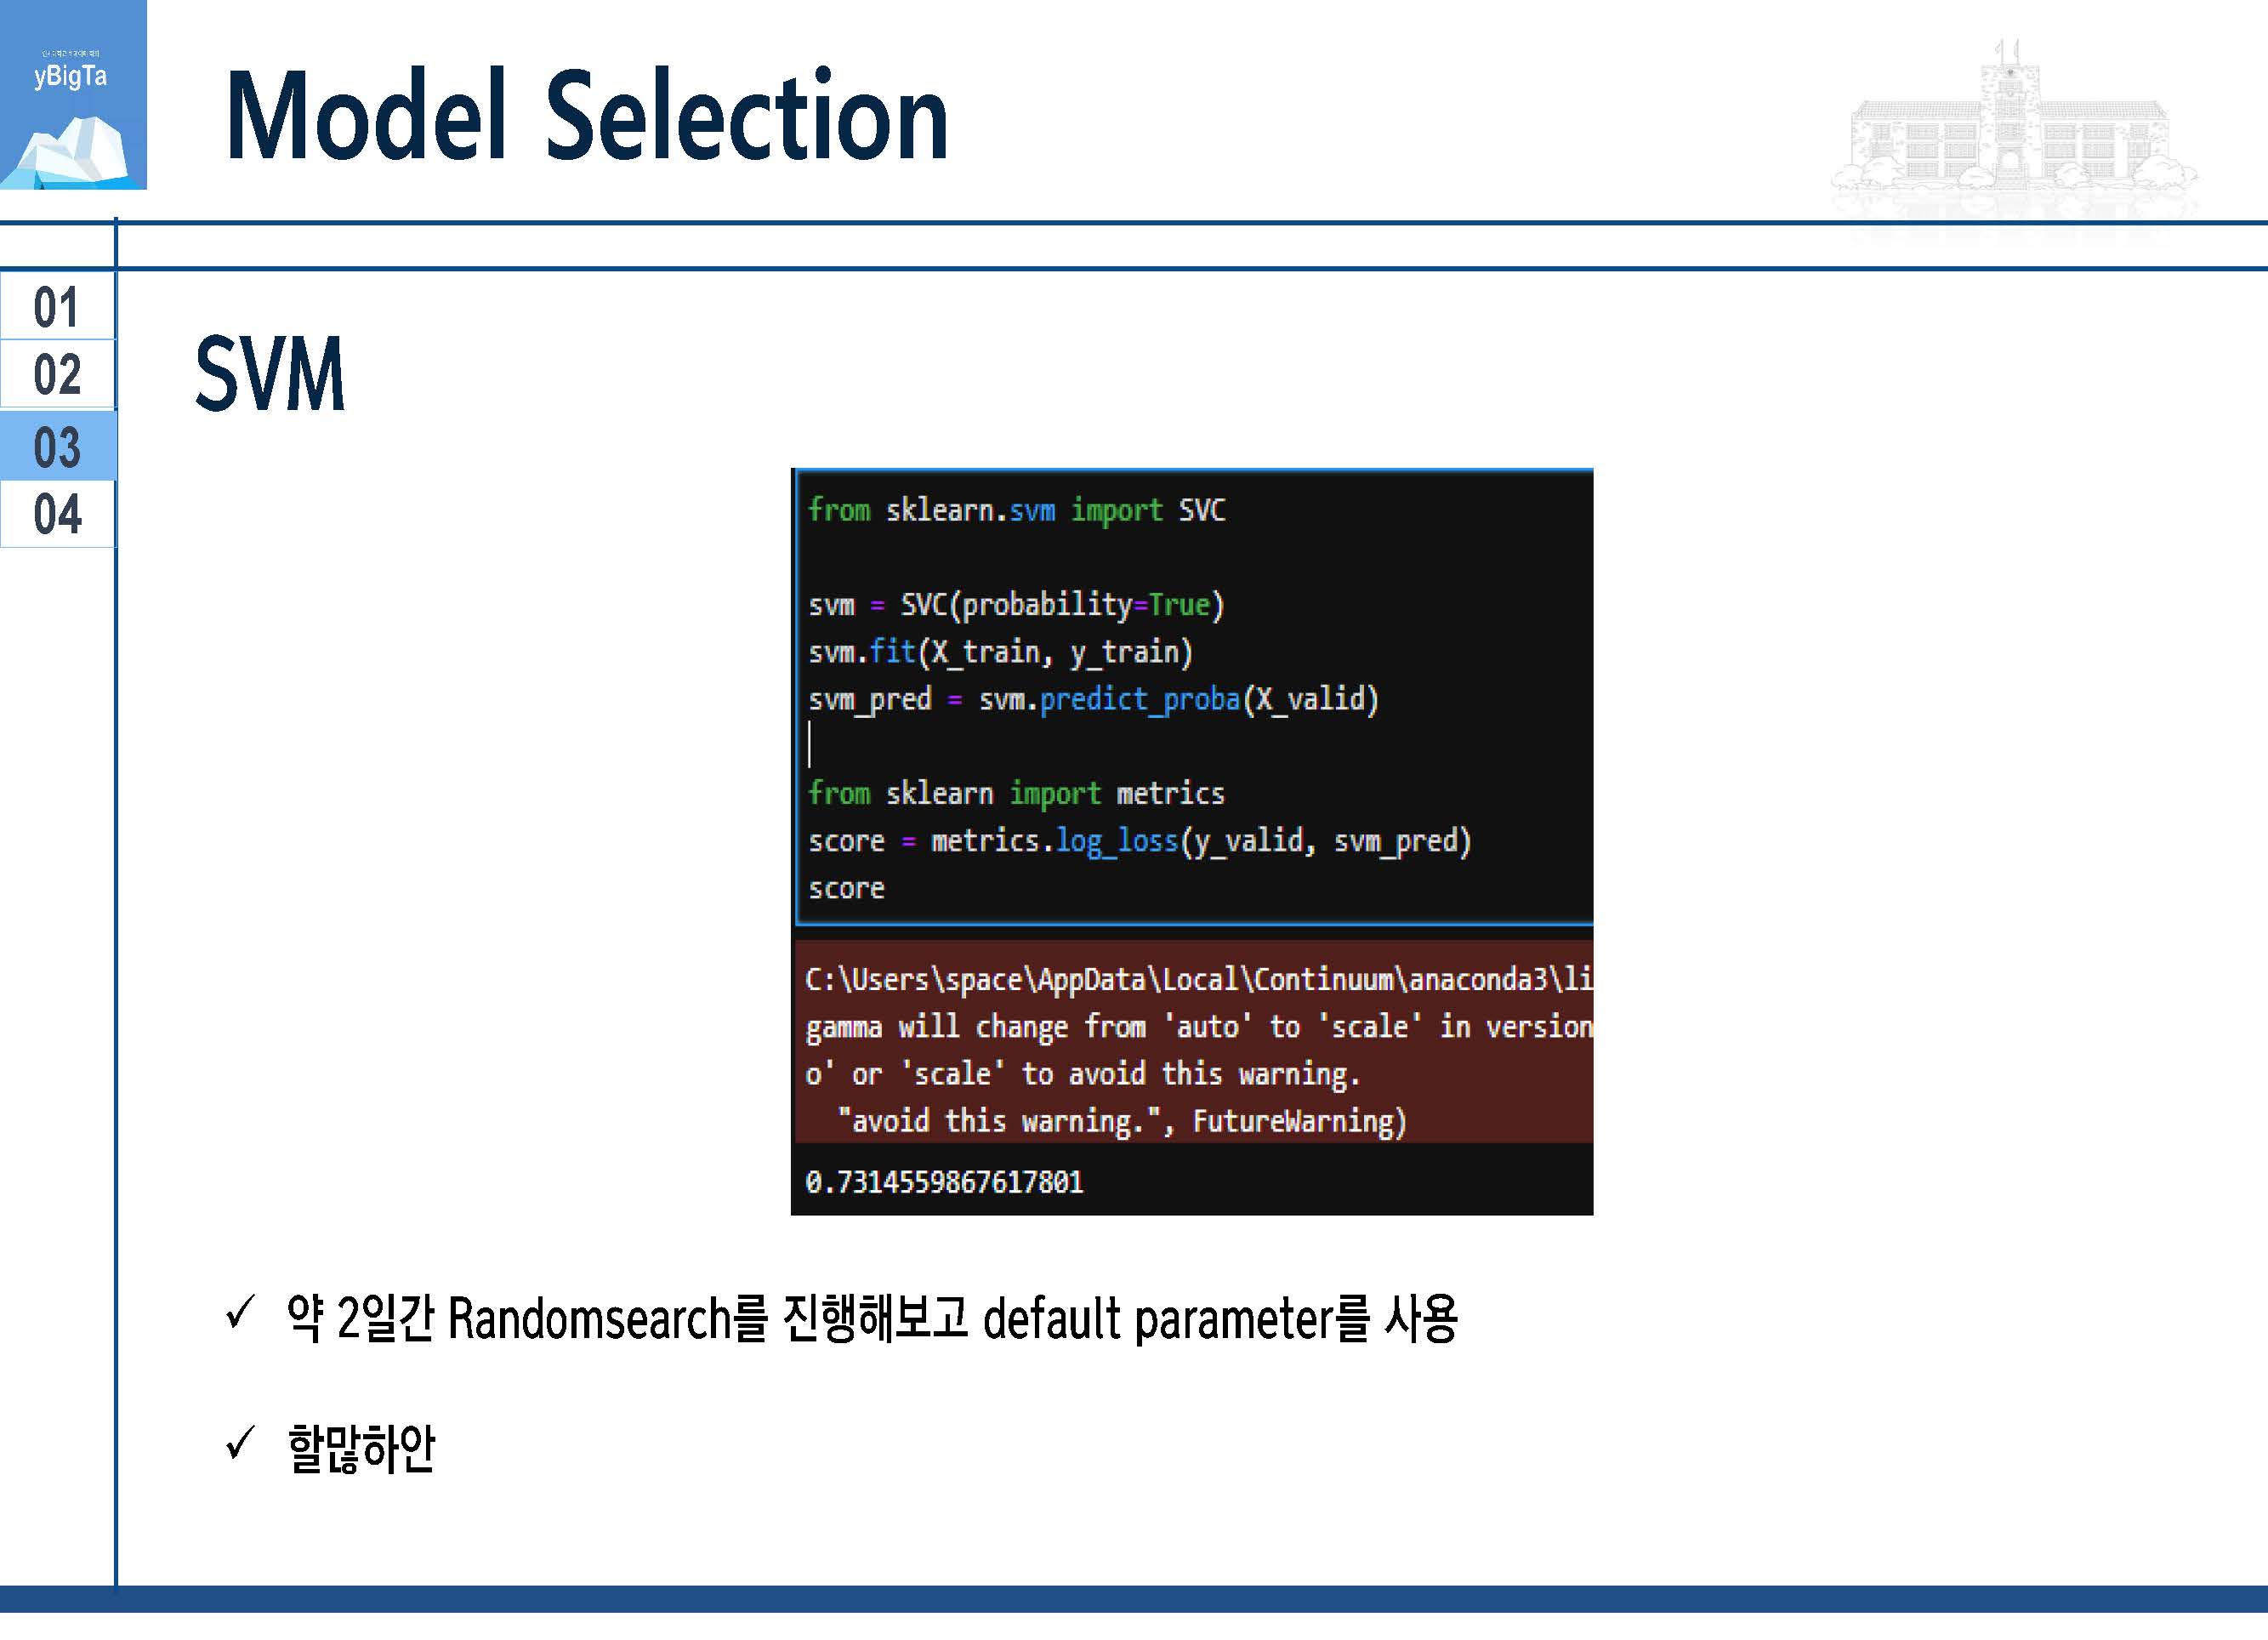 yBigTa
Model Selection
01
02
03
04
SVM
from sklearn.svm import SVC
svm = SVC(probability=True)
svm.fit(X_train, y_train)
svm_pred = svm.predict_proba(X_valid)
from sklearn import metrics
score = metrics.log_loss(y_valid, svm_pred)
score
C:\Users\space\AppData\Local\Continuum\anaconda3\li
gamma will change from 'auto' to 'scale' in version
o' or 'scale' to avoid this warning.
"avoid this warning.", FutureWarning)
0.7314559867617801
✓ 약 2일간 Randomsearch를 진행해보고 default parameter를 사용
✓ 할많하안